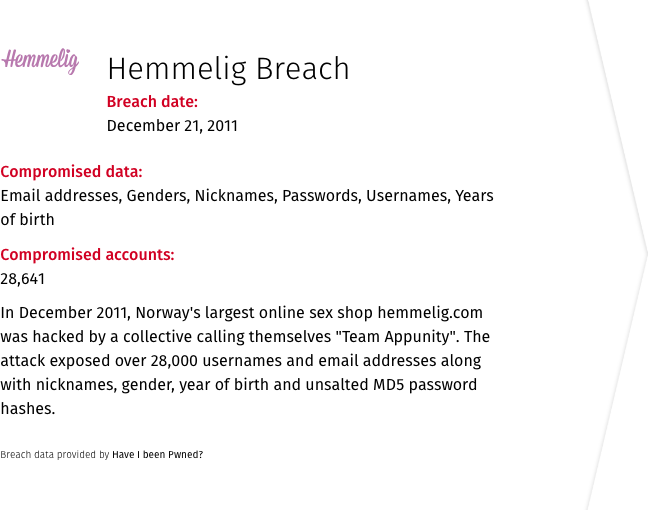 Hemmelig
Hemmelig Breach
Breach date:
December 21, 2011
Compromised data:
Email addresses, Genders, Nicknames, Passwords, Usernames, Years
of birth
Compromised accounts:
28,641
In December 2011, Norway's largest online sex shop hemmelig.com
was hacked by a collective calling themselves "Team Appunity". The
attack exposed over 28,000 usernames and email addresses along
with nicknames, gender, year of birth and unsalted MD5 password
hashes.
Breach data provided by Have I been Pwned?